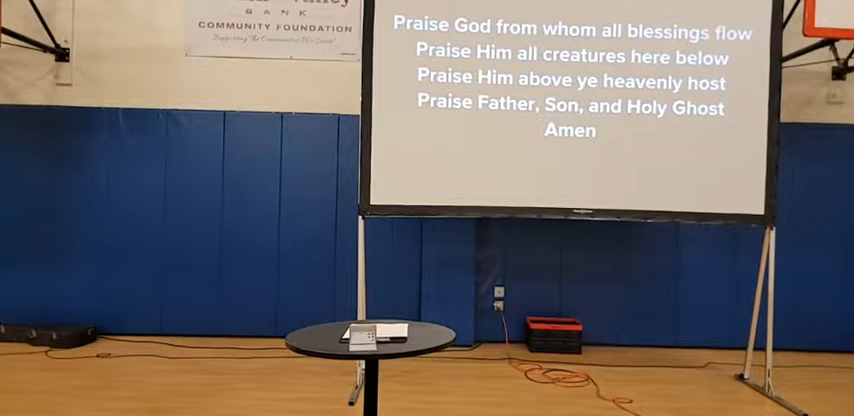 BANK
COMMUNITY FOUNDATION
Praise God from whom all blessings flow
Praise Him all creatures here below
Praise Him above ye heavenly host
Praise Father, Son, and Holy Ghost
Amen